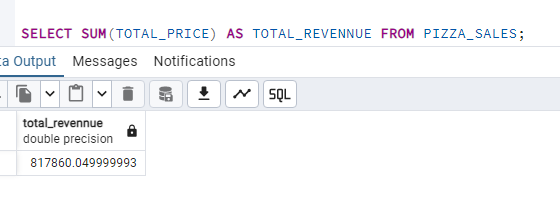 SELECT SUM(TOTAL_PRICE) AS TOTAL_REVENNUE FROM PIZZA_SALES;
ta Output Messages Notifications
SQL
total_revennue
double precision
817860.049999993